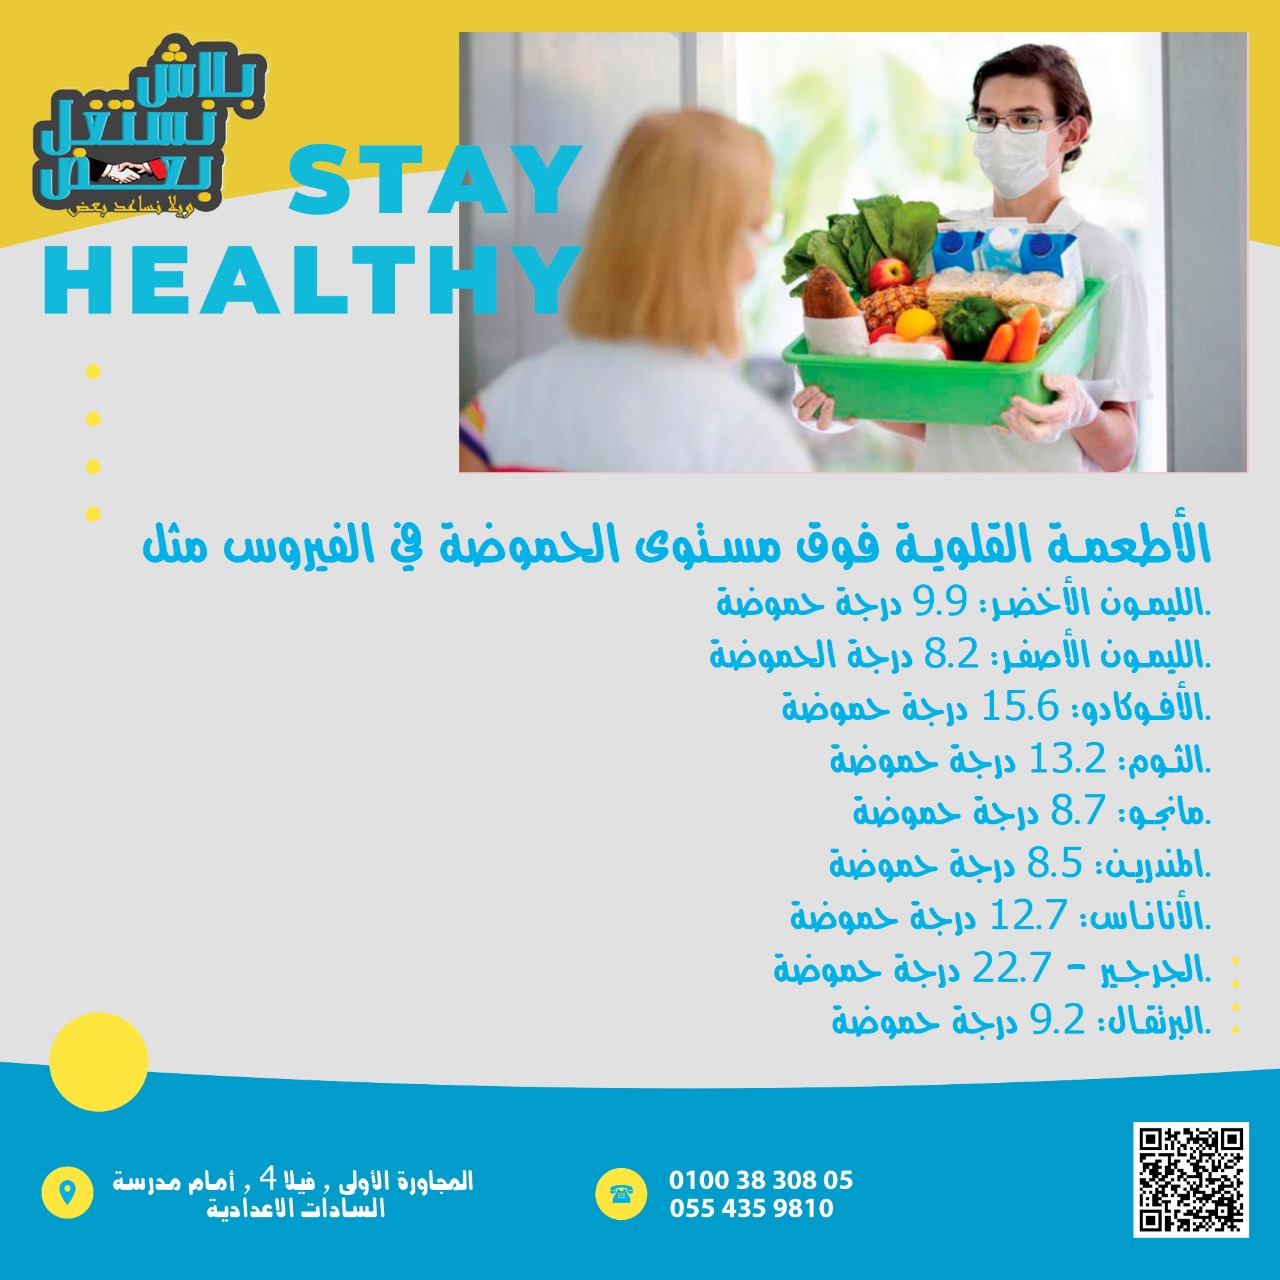 بلاش
نستغل
بعض
ويلا نساعد بعض
STAY
HEALTHY
الأطعمة القلوية فوق مستوى الحموضة في الفيروس مثل
.الليمون الأخضر: 9.9 درجة حموضة
.الليمون الأصفر: 8.2 درجة الحموضة
.الأفوكادو: 15.6 درجة حموضة
.الثوم: 13.2 درجة حموضة
.مانجو: 8.7 درجة حموضة
.المندرين: 8.5 درجة حموضة
.الأناناس: 12.7 درجة حموضة
.الجرجير - 22.7 درجة حموضة
.البرتقال: 9.2 درجة حموضة
المجاورة الأولى , فيلا 4 , أمام مدرسة
السادات الاعدادية
0100 38 308 05
055 435 9810